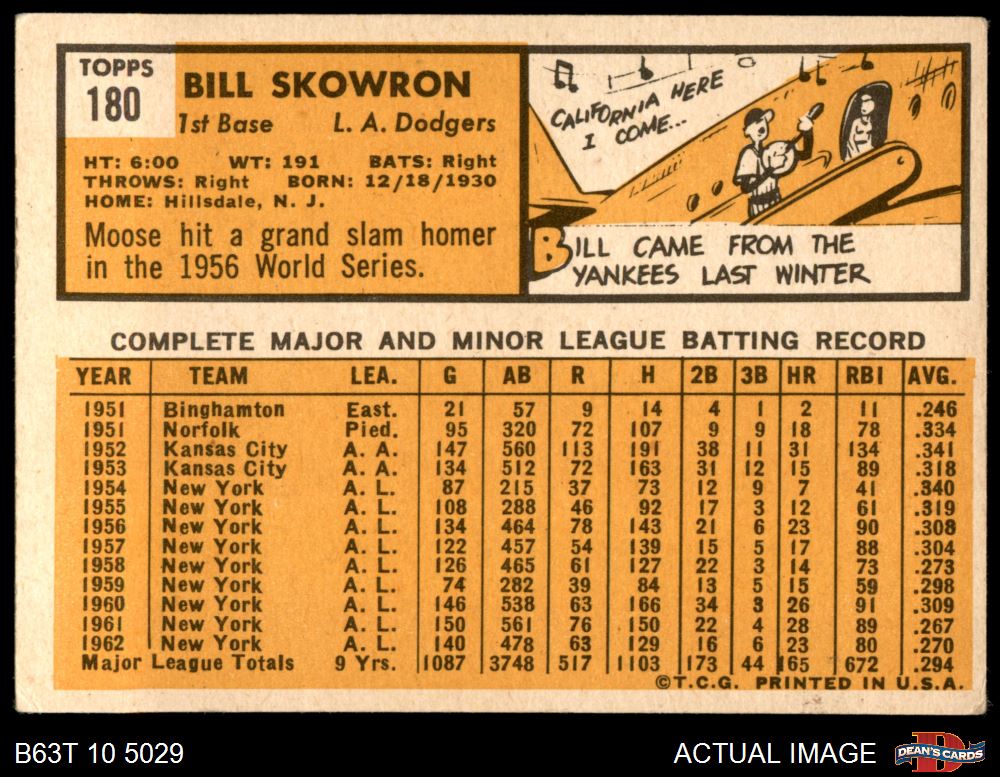 TOPPS
180
BILL SKOWRON
1st Base L. A. Dodgers
HT: 6:00 WT: 191 BATS: Right
THROWS: Right BORN: 12/18/1930
HOME: Hillsdale, N. J.
Moose hit a grand slam homer
in the 1956 World Series.
CALIFORNIA HERE
I COME...
BILL CAME FROM THE
YANKEES LAST WINTER
COMPLETE MAJOR AND MINOR LEAGUE BATTING RECORD
YEAR TEAM LEA. G AB R H 2B 3B HR RBI AVG.
1951 Binghamton East. 21 57 9 14 4 1 2 11 .246
1951 Norfolk Pied. 95 320 72 107 9 9 18 78 .334
1952 Kansas City A. A. 147 560 113 191 38 11 31 134 .341
1953 Kansas City A. A. 134 512 72 163 31 12 15 89 .318
1954 New York A. L. 87 215 37 73 12 9 7 41 .340
1955 New York A. L. 108 288 46 92 17 3 12 61 .319
1956 New York A. L. 134 464 78 143 21 6 23 90 .308
1957 New York A. L. 122 457 54 139 15 5 17 88 .304
1958 New York A. L. 126 465 61 127 22 3 14 73 .273
1959 New York A. L. 74 282 39 84 13 5 15 59 .298
1960 New York A. L. 146 538 63 166 34 3 26 91 .309
1961 New York A. L. 150 561 76 150 22 4 28 89 .267
1962 New York A. L. 140 478 63 129 16 6 23 80 .270
Major League Totals 9 Yrs. 1087 3748 517 1103 173 44 165 672 .294
©T.C.G. PRINTED IN U.S.A.
B63T 10 5029 ACTUAL IMAGE DEAN'S CARDS